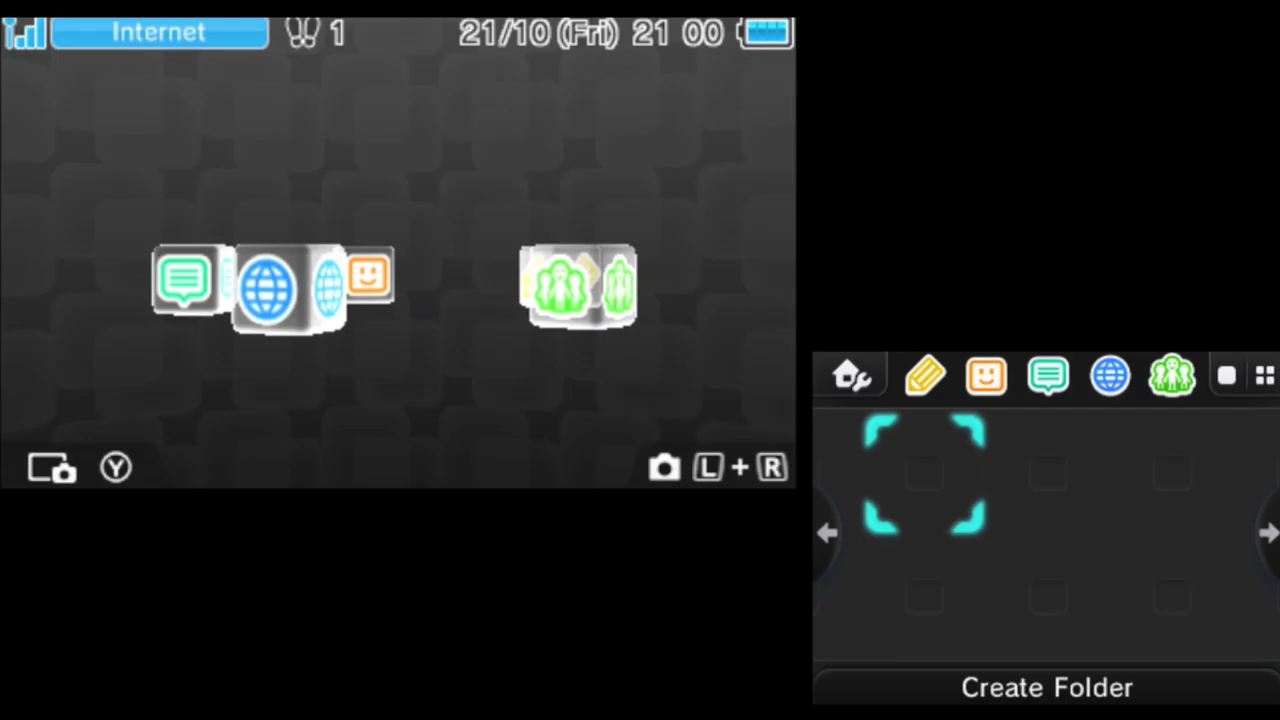 Internet 1 21/10 (Fri) 21 00
Y
L + R
Create Folder